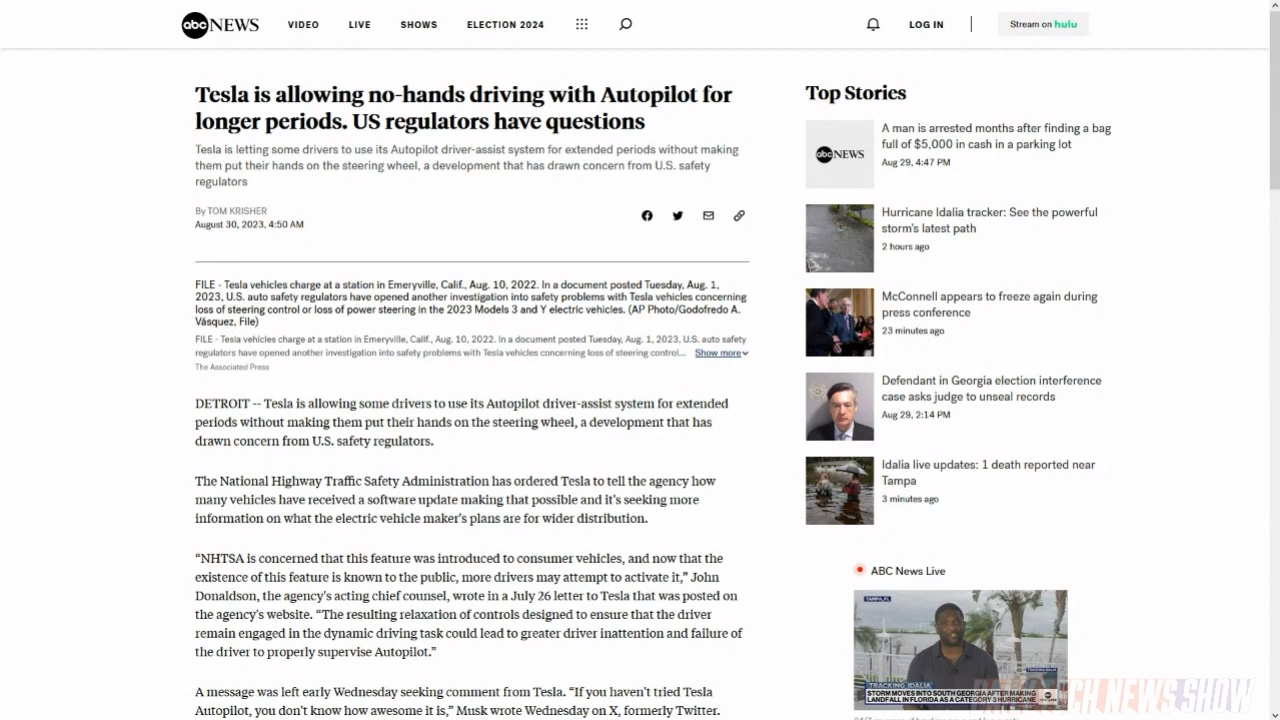 abc NEWS
VIDEO
LIVE
SHOWS
ELECTION 2024
LOG IN
Stream on hulu
Tesla is allowing no-hands driving with Autopilot for
longer periods. US regulators have questions
Tesla is letting some drivers to use its Autopilot driver-assist system for extended periods without making
them put their hands on the steering wheel, a development that has drawn concern from U.S. safety
regulators
By TOM KRISHER
August 30, 2023, 4:50 AM
FILE - Tesla vehicles charge at a station in Emeryville, Calif., Aug. 10, 2022. In a document posted Tuesday, Aug. 1,
2023, U.S. auto safety regulators have opened another investigation into safety problems with Tesla vehicles concerning
loss of steering control or loss of power steering in the 2023 Models 3 and Y electric vehicles. (AP Photo/Godofredo A.
Vásquez, File)
FILE - Tesla vehicles charge at a station in Emeryville, Calif., Aug. 10, 2022. In a document posted Tuesday, Aug. 1, 2023, U.S. auto safety
regulators have opened another investigation into safety problems with Tesla vehicles concerning loss of steering control... Show more
The Associated Press
DETROIT -- Tesla is allowing some drivers to use its Autopilot driver-assist system for extended
periods without making them put their hands on the steering wheel, a development that has
drawn concern from U.S. safety regulators.
The National Highway Traffic Safety Administration has ordered Tesla to tell the agency how
many vehicles have received a software update making that possible and it's seeking more
information on what the electric vehicle maker's plans are for wider distribution.
“NHTSA is concerned that this feature was introduced to consumer vehicles, and now that the
existence of this feature is known to the public, more drivers may attempt to activate it,” John
Donaldson, the agency's acting chief counsel, wrote in a July 26 letter to Tesla that was posted on
the agency's website. “The resulting relaxation of controls designed to ensure that the driver
remain engaged in the dynamic driving task could lead to greater driver inattention and failure of
the driver to properly supervise Autopilot.”
A message was left early Wednesday seeking comment from Tesla. “If you haven't tried Tesla
Autopilot, you don't know how awesome it is,” Musk wrote Wednesday on X, formerly Twitter.
Top Stories
abc NEWS
A man is arrested months after finding a bag
full of $5,000 in cash in a parking lot
Aug 29, 4:47 PM
Hurricane Idalia tracker: See the powerful
storm's latest path
2 hours ago
McConnell appears to freeze again during
press conference
23 minutes ago
Defendant in Georgia election interference
case asks judge to unseal records
Aug 29, 2:14 PM
Idalia live updates: 1 death reported near
Tampa
3 minutes ago
ABC News Live
TAMPA, FL
TRACKING IDALIA
STORM MOVES INTO SOUTH GEORGIA AFTER MAKING
LANDFALL IN FLORIDA AS A CATEGORY 3 HURRICANE
TECH NEWS SHOW